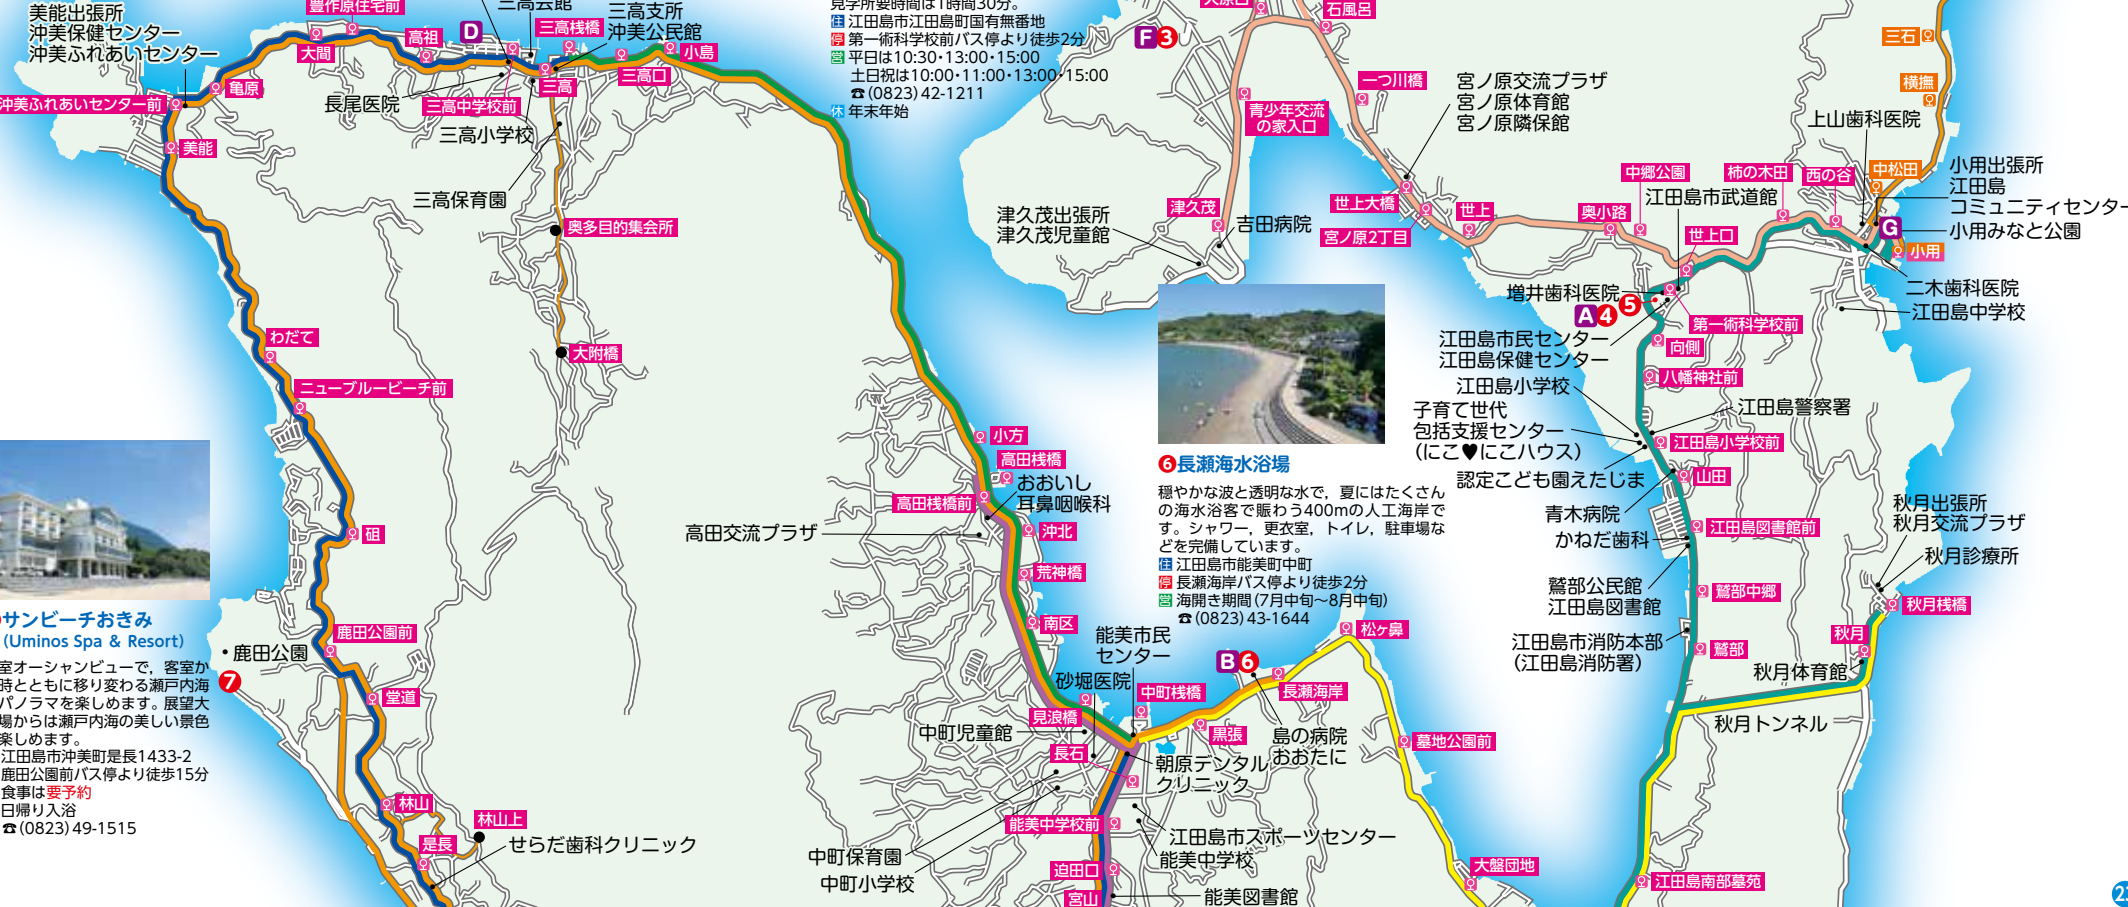 美能出張所
沖美保健センター
沖美ふれあいセンター
豊作原住宅前
大間
高祖
D
三高会館
三高桟橋
三高支所
沖美公民館
小島
三高口
三高
亀原
沖美ふれあいセンター前
長尾医院
三高中学校前
三高小学校
美能
三高保育園
奥多目的集会所
大附橋
わだて
ニューブルービーチ前
砠
鹿田公園前
・鹿田公園
7
堂道
林山
林山上
是長
せらだ歯科クリニック
サンビーチおきみ
(Uminos Spa & Resort)
室オーシャンビューで，客室か
時とともに移り変わる瀬戸内海
パノラマを楽しめます。展望大
場からは瀬戸内海の美しい景色
楽しめます。
江田島市沖美町是長1433-2
鹿田公園前バス停より徒歩15分
食事は要予約
日帰り入浴
☎(0823)49-1515
見学所要時間は1時間30分。
住 江田島市江田島町国有無番地
停 第一術科学校前バス停より徒歩2分
営 平日は10:30・13:00・15:00
土日祝は10:00・11:00・13:00・15:00
☎(0823)42-1211
休 年末年始
F3
石風呂
一つ川橋
青少年交流
の家入口
宮ノ原交流プラザ
宮ノ原体育館
宮ノ原隣保館
津久茂出張所
津久茂児童館
津久茂
吉田病院
世上大橋
宮ノ原2丁目
世上
奥小路
中郷公園
江田島市武道館
世上口
柿の木田
西の谷
上山歯科医院
三石
横撫
中松田
小用出張所
江田島
コミュニティセンター
小用みなと公園
G
小用
二木歯科医院
江田島中学校
増井歯科医院
5
A4
第一術科学校前
江田島市民センター
江田島保健センター
向側
江田島小学校
八幡神社前
子育て世代
包括支援センター
(にこ♥にこハウス)
江田島警察署
江田島小学校前
認定こども園えたじま
山田
青木病院
かねだ歯科
江田島図書館前
鷲部公民館
江田島図書館
鷲部中郷
江田島市消防本部
(江田島消防署)
鷲部
秋月出張所
秋月交流プラザ
秋月診療所
秋月桟橋
秋月
秋月体育館
秋月トンネル
江田島南部墓苑
6長瀬海水浴場
穏やかな波と透明な水で，夏にはたくさん
の海水浴客で賑わう400mの人工海岸で
す。シャワー，更衣室，トイレ，駐車場な
どを完備しています。
住 江田島市能美町中町
停 長瀬海岸バス停より徒歩2分
営 海開き期間(7月中旬～8月中旬)
☎(0823)43-1644
小方
高田桟橋
高田桟橋前
おおいし
耳鼻咽喉科
高田交流プラザ
沖北
荒神橋
南区
能美市民
センター
砂堀医院
中町桟橋
見浪橋
中町児童館
長石
B6
長瀬海岸
松ヶ鼻
黒張
島の病院
おおたに
墓地公園前
朝原デンタル
クリニック
能美中学校前
江田島市スポーツセンター
能美中学校
中町保育園
中町小学校
迫田口
宮山
能美図書館
大盤団地